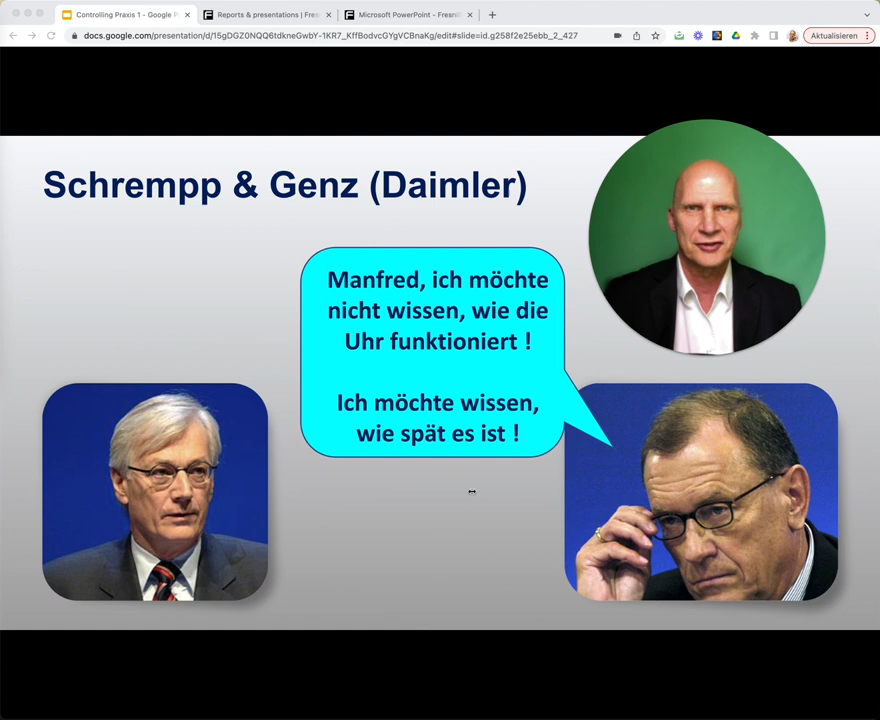 Controlling Praxis 1 - Google P
Reports & presentations | Fres
Microsoft PowerPoint - Fresni
docs.google.com/presentation/d/15gDGZ0NQQ6tdkneGwbY-1KR7_KffBodvcGYgVCBnaKg/edit#slide=id.g258f2e25ebb_2_427
Aktualisieren
Schrempp & Genz (Daimler)
Manfred, ich möchte
nicht wissen, wie die
Uhr funktioniert !
Ich möchte wissen,
wie spät es ist !